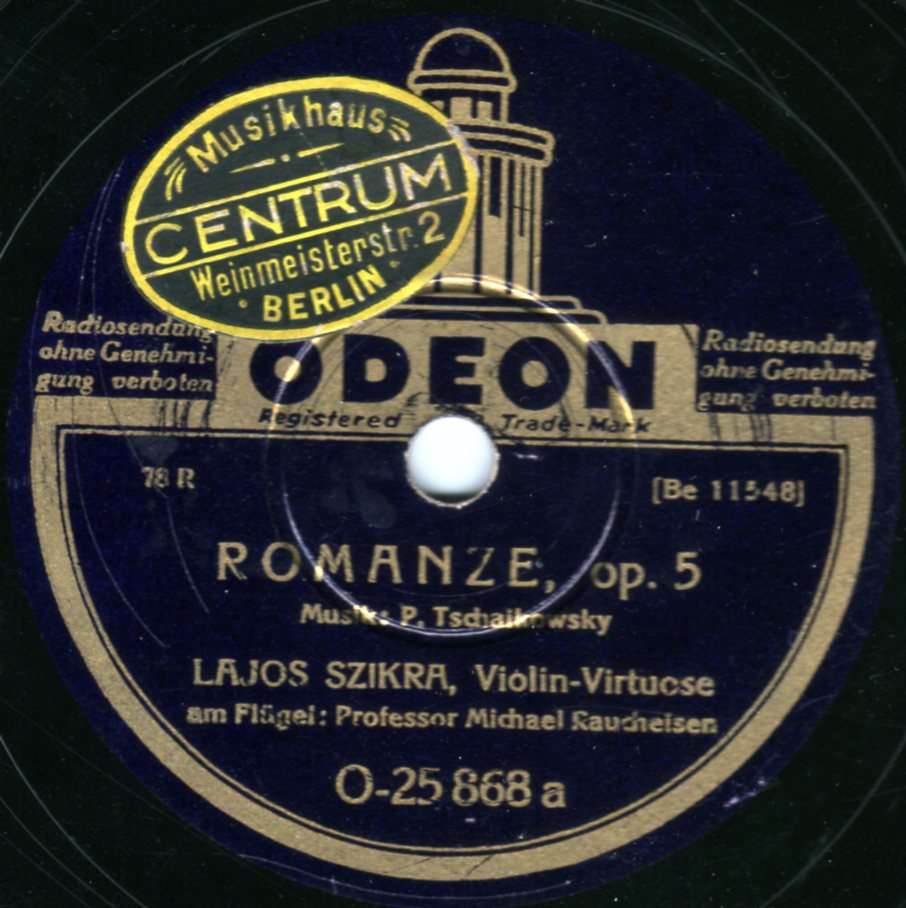 Musikhaus
CENTRUM
Weinmeisterstr. 2
BERLIN
Radiosendung
ohne Genehmi-
gung verboten
ODEON
Registered Trade-Mark
Radiosendung
ohne Genehmi-
gung verboten
78 R
[Be 11548]
ROMANZE, op. 5
Musik: P. Tschaikowsky
LAJOS SZIKRA, Violin-Virtuose
am Flügel: Professor Michael Raucheisen
O-25 868 a